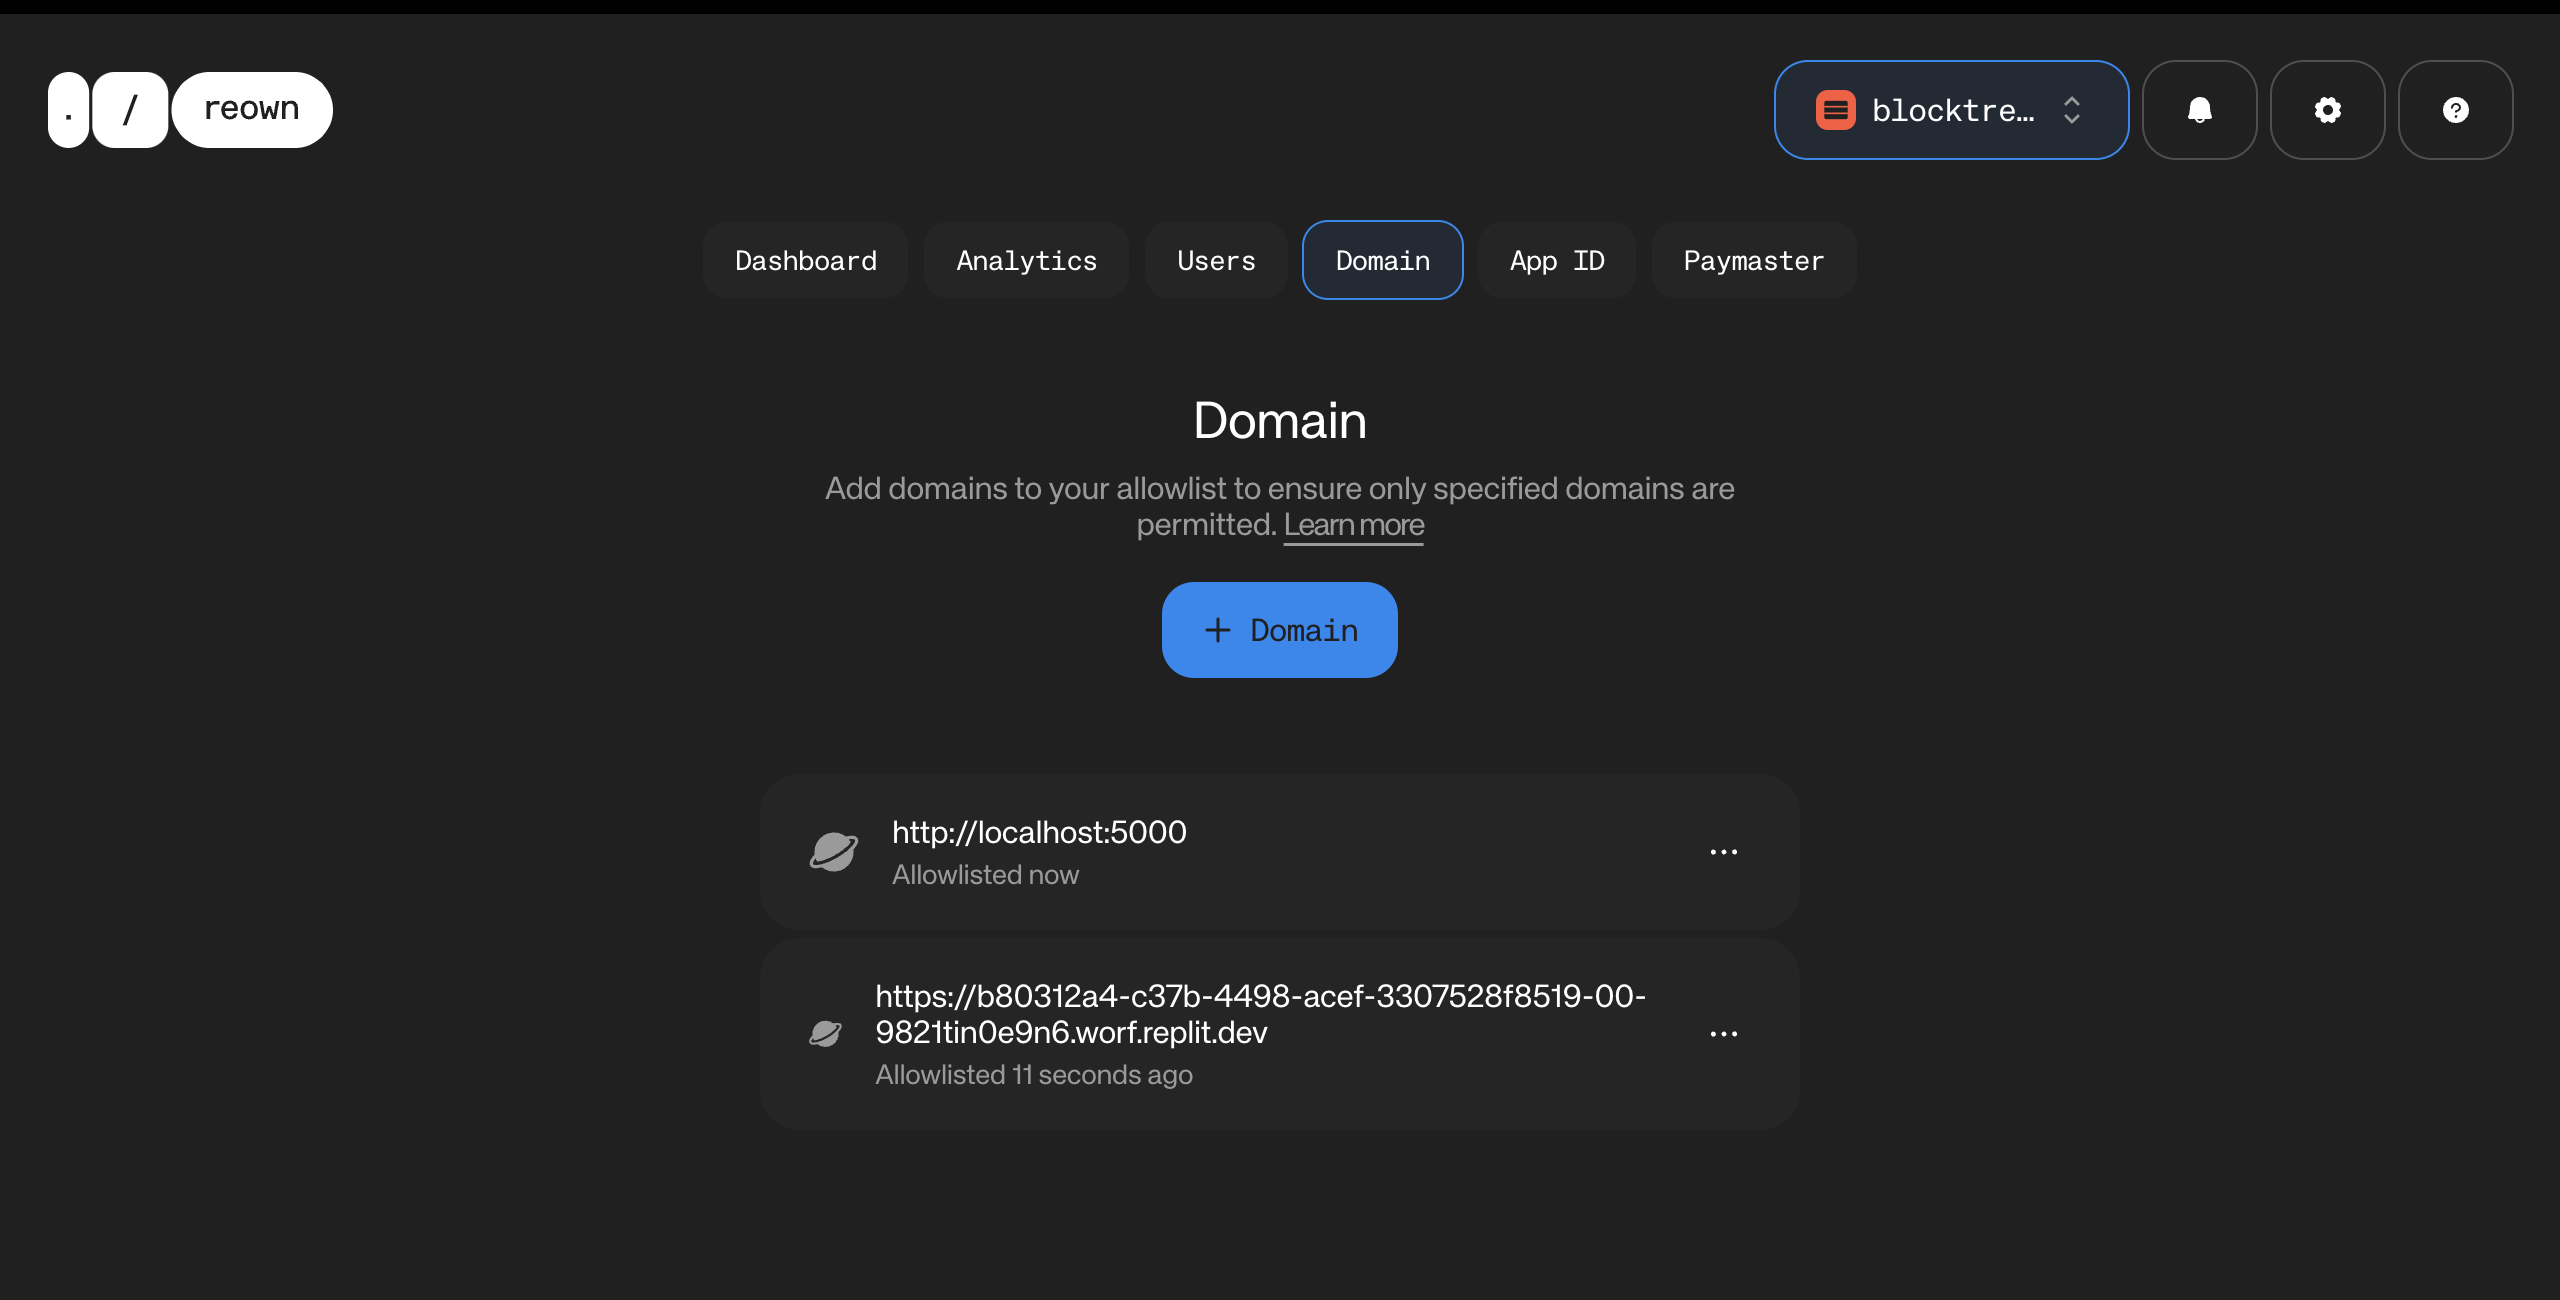 . / reown
blocktre...
Dashboard Analytics Users Domain App ID Paymaster
Domain
Add domains to your allowlist to ensure only specified domains are
permitted. Learn more
+ Domain
http://localhost:5000
Allowlisted now
https://b80312a4-c37b-4498-acef-3307528f8519-00-
9821tin0e9n6.worf.replit.dev
Allowlisted 11 seconds ago